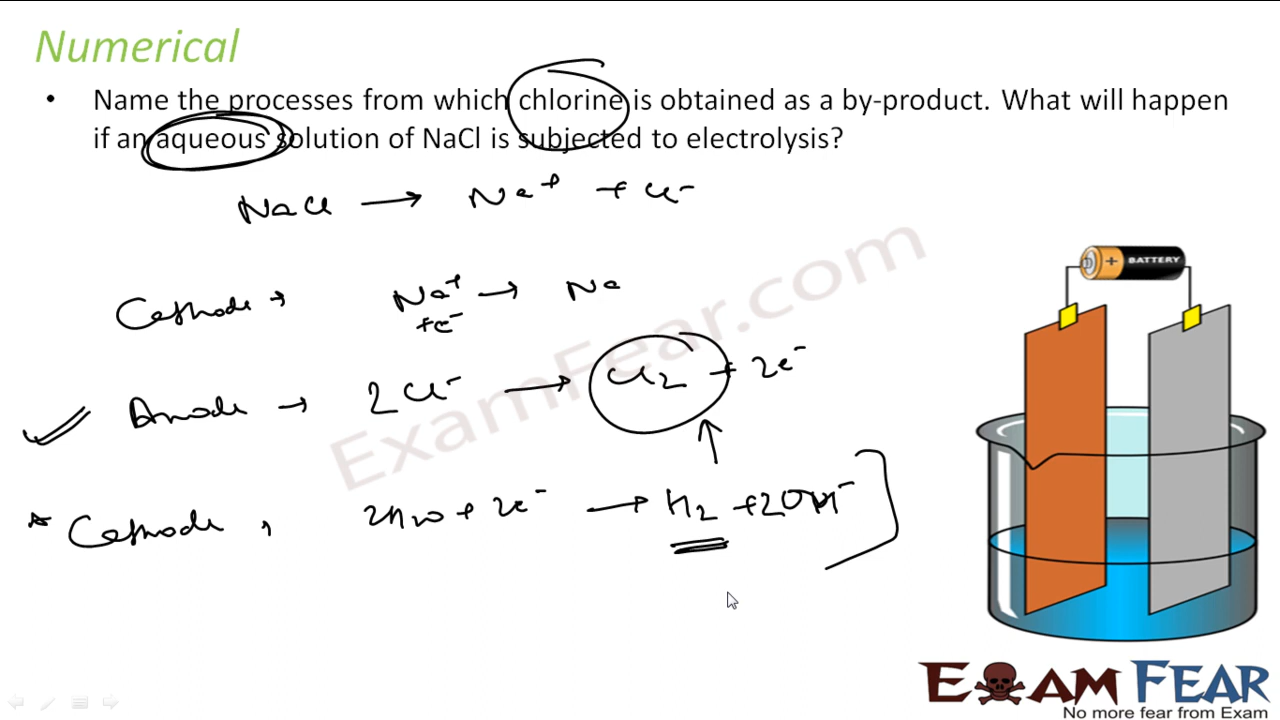 Numerical
• Name the processes from which chlorine is obtained as a by-product. What will happen
if an aqueous solution of NaCl is subjected to electrolysis?
NaCl → Na+ + Cl-
Cathode → Na+ → Na
+e-
Anode → 2Cl- → Cl2 + 2e-
Cathode, 2H2O + 2e- → H2 + 2OH-
+ BATTERY
ExamFear.com
EXAM FEAR
No more fear from Exam